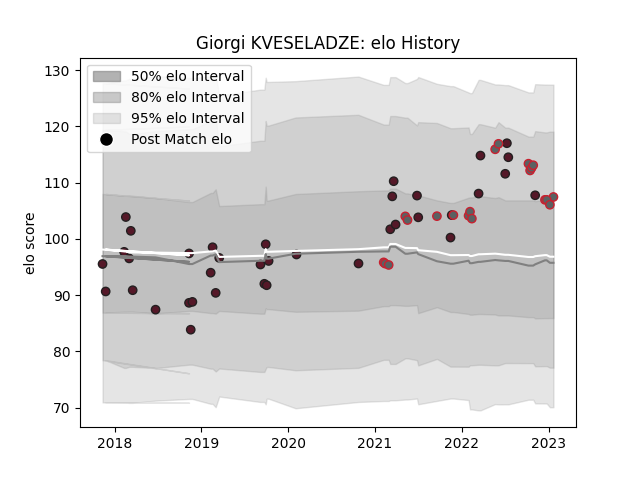 Giorgi KVESELADZE: elo History
50% elo Interval
80% elo Interval
95% elo Interval
Post Match elo
elo score
130
120
110
100
90
80
70
2018 2019 2020 2021 2022 2023